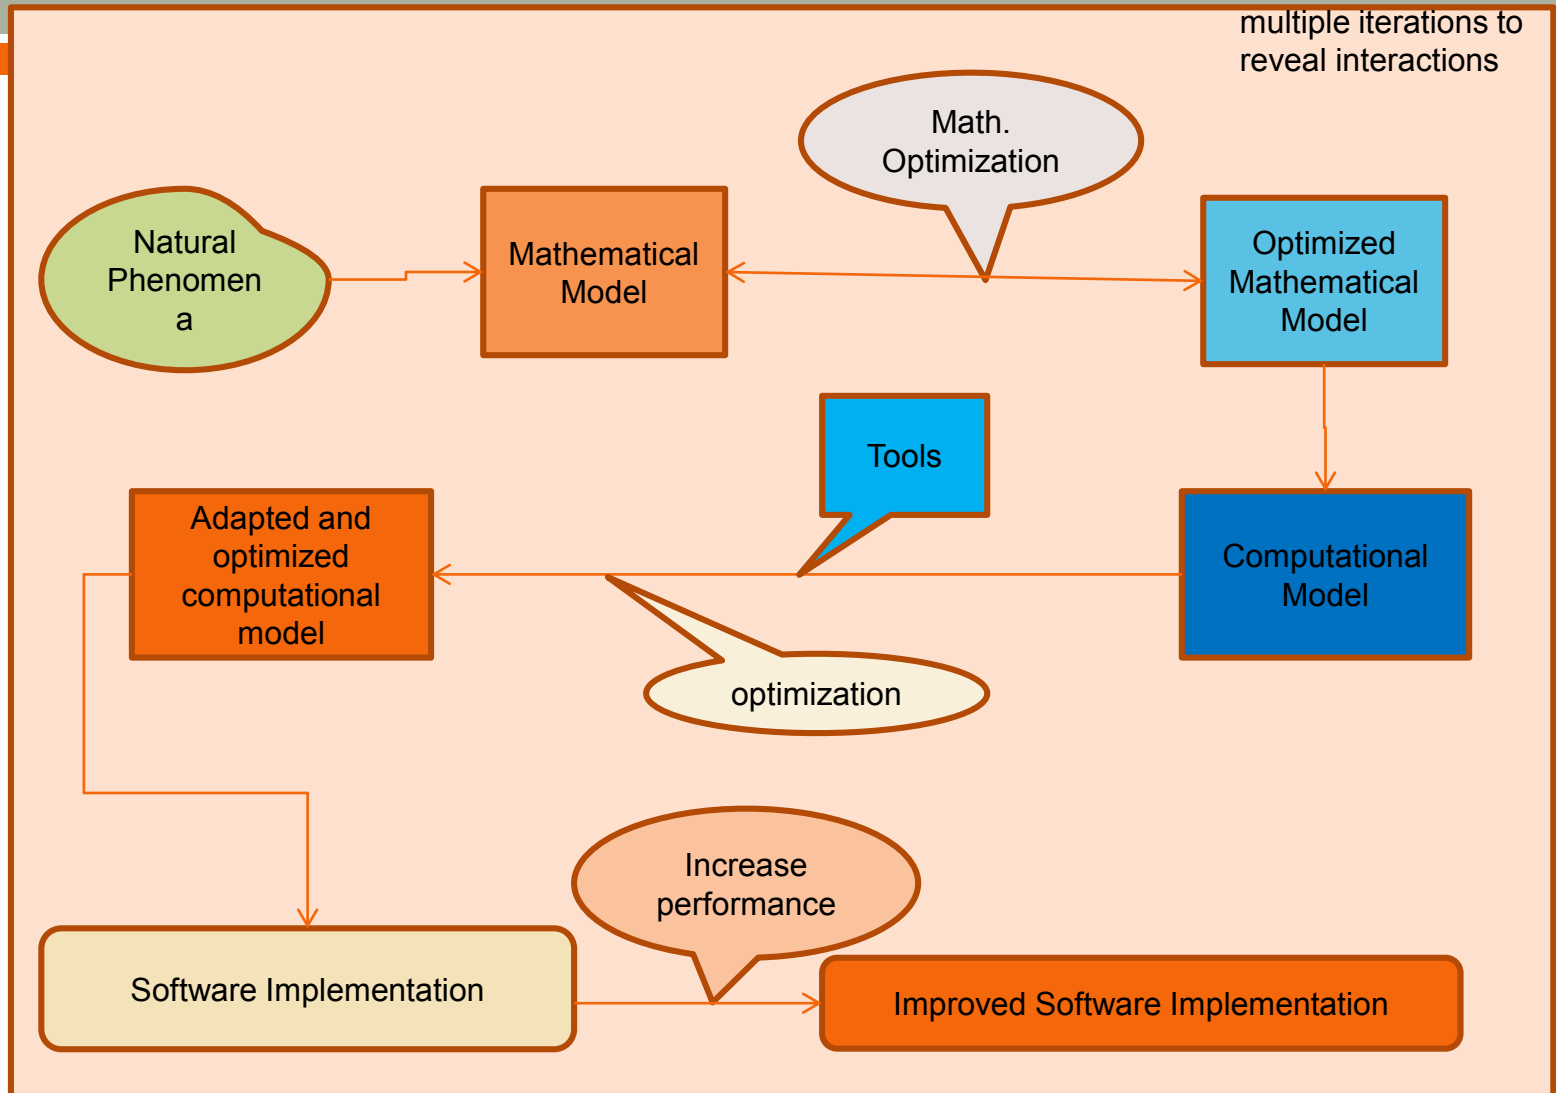 multiple iterations to
reveal interactions
Math.
Optimization
Natural
Phenomen
a
Mathematical
Model
Optimized
Mathematical
Model
Tools
Adapted and
optimized
computational
model
Computational
Model
optimization
Increase
performance
Software Implementation
Improved Software Implementation